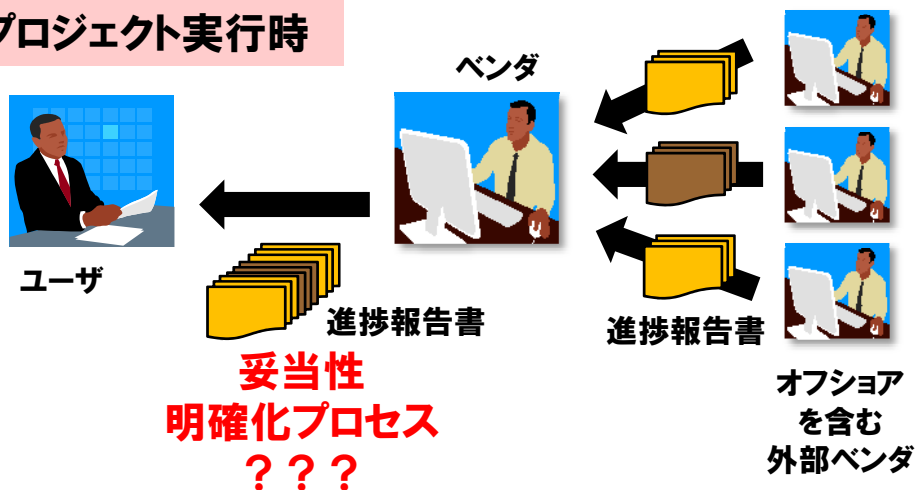 プロジェクト実行時
ベンダ
ユーザ
進捗報告書
進捗報告書
妥当性
明確化プロセス
？？？
オフショア
を含む
外部ベンダ